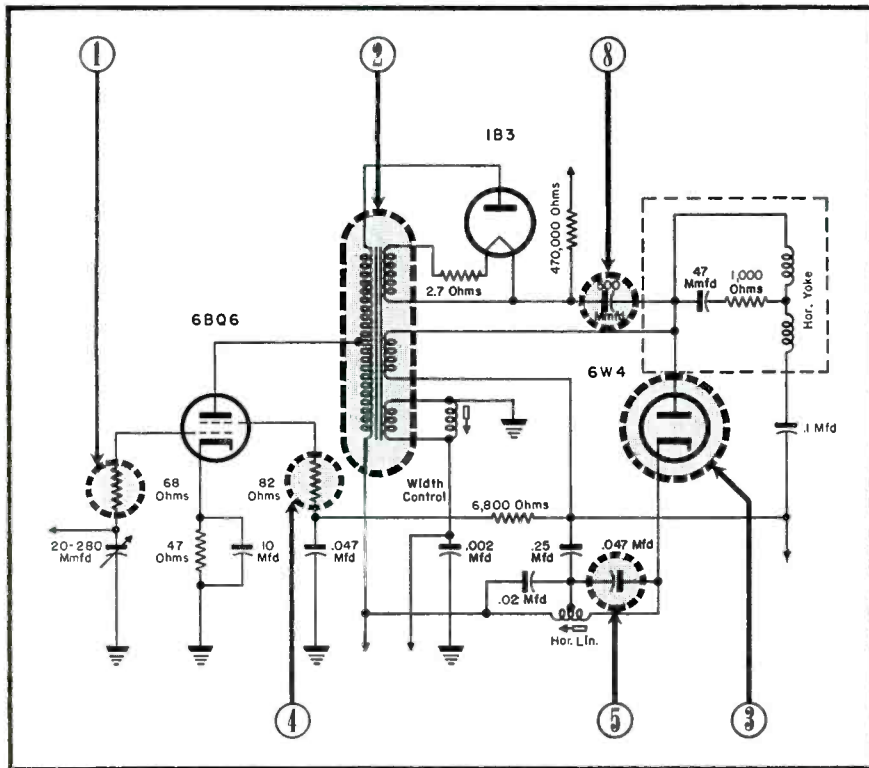 1
2
8
1B3
470,000 Ohms
47
Mmfd
1,000
Ohms
Hor. Yoke
2.7 Ohms
500
Mmfd
6BQ6
6W4
.1 Mfd
68
Ohms
82
Ohms
Width
Control
6,800 Ohms
20-280
Mmfd
47
Ohms
10
Mfd
.047
Mfd
.002
Mfd
.25
Mfd
.047 Mfd
.02 Mfd
Hor. Lin.
4
5
3